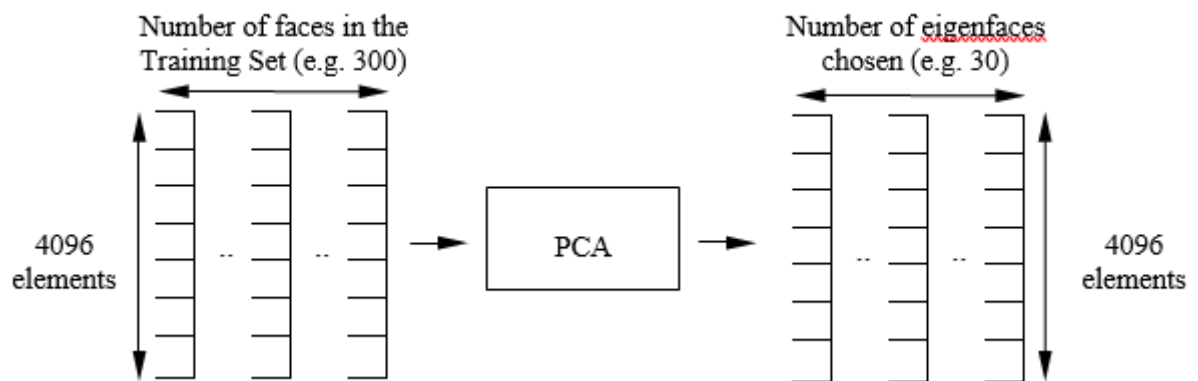 Number of faces in the
Training Set (e.g. 300)
Number of eigenfaces
chosen (e.g. 30)
4096
elements
..
..
PCA
..
..
4096
elements